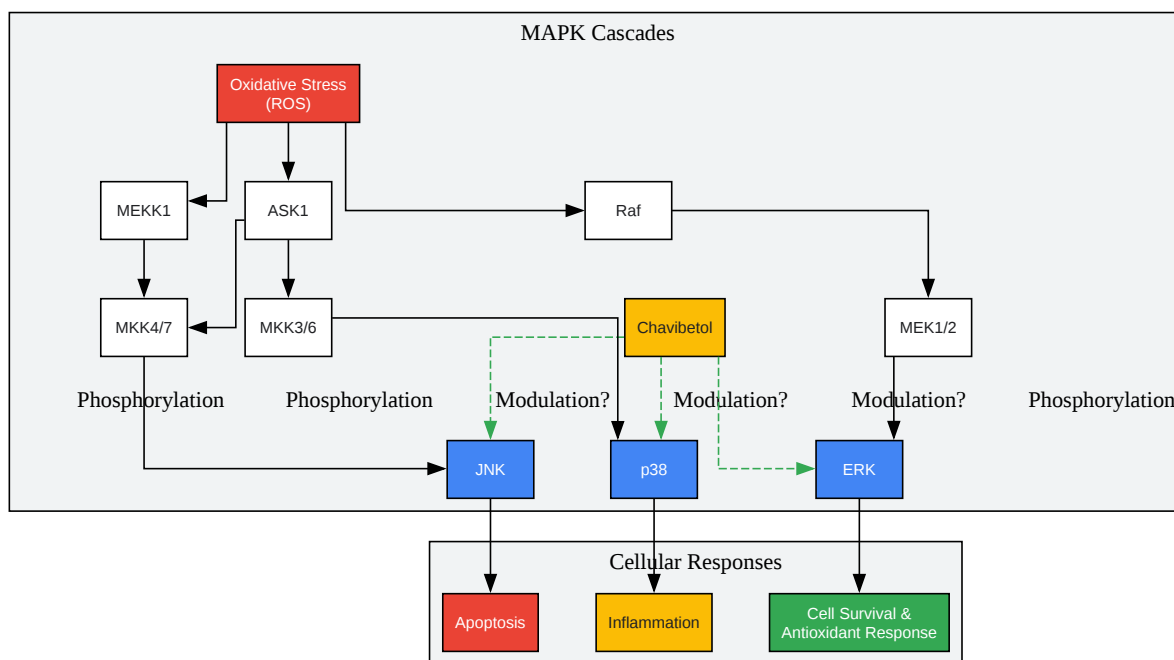 MAPK Cascades
Oxidative Stress
(ROS)
MEKK1
ASK1
Raf
MKK4/7
MKK3/6
Chavibetol
MEK1/2
Phosphorylation
Phosphorylation
Modulation?
Modulation?
Modulation?
Phosphorylation
JNK
p38
ERK
Cellular Responses
Apoptosis
Inflammation
Cell Survival &
Antioxidant Response